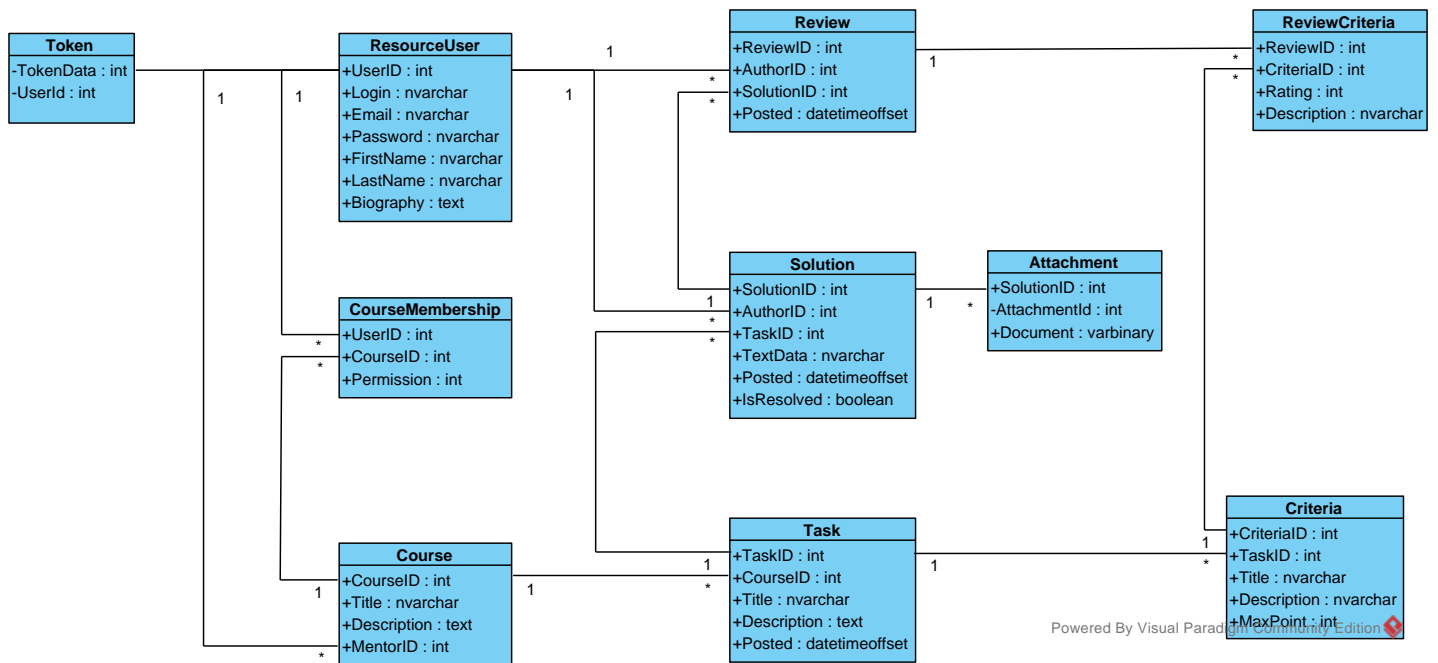 Token
-TokenData : int
-UserId : int
ResourceUser
+UserID : int
+Login : nvarchar
+Email : nvarchar
+Password : nvarchar
+FirstName : nvarchar
+LastName : nvarchar
+Biography : text
Review
+ReviewID : int
+AuthorID : int
+SolutionID : int
+Posted : datetimeoffset
ReviewCriteria
+ReviewID : int
+CriteriaID : int
+Rating : int
+Description : nvarchar
1
1
1
1
*
*
1
*
*
CourseMembership
+UserID : int
+CourseID : int
+Permission : int
*
*
Solution
+SolutionID : int
+AuthorID : int
+TaskID : int
+TextData : nvarchar
+Posted : datetimeoffset
+IsResolved : boolean
1
*
*
Attachment
+SolutionID : int
-AttachmentId : int
+Document : varbinary
1
*
Course
+CourseID : int
+Title : nvarchar
+Description : text
+MentorID : int
1
*
1
*
Task
+TaskID : int
+CourseID : int
+Title : nvarchar
+Description : text
+Posted : datetimeoffset
1
1
*
Criteria
+CriteriaID : int
+TaskID : int
+Title : nvarchar
+Description : nvarchar
+MaxPoint : int
1
Powered By Visual Paradigm Community Edition